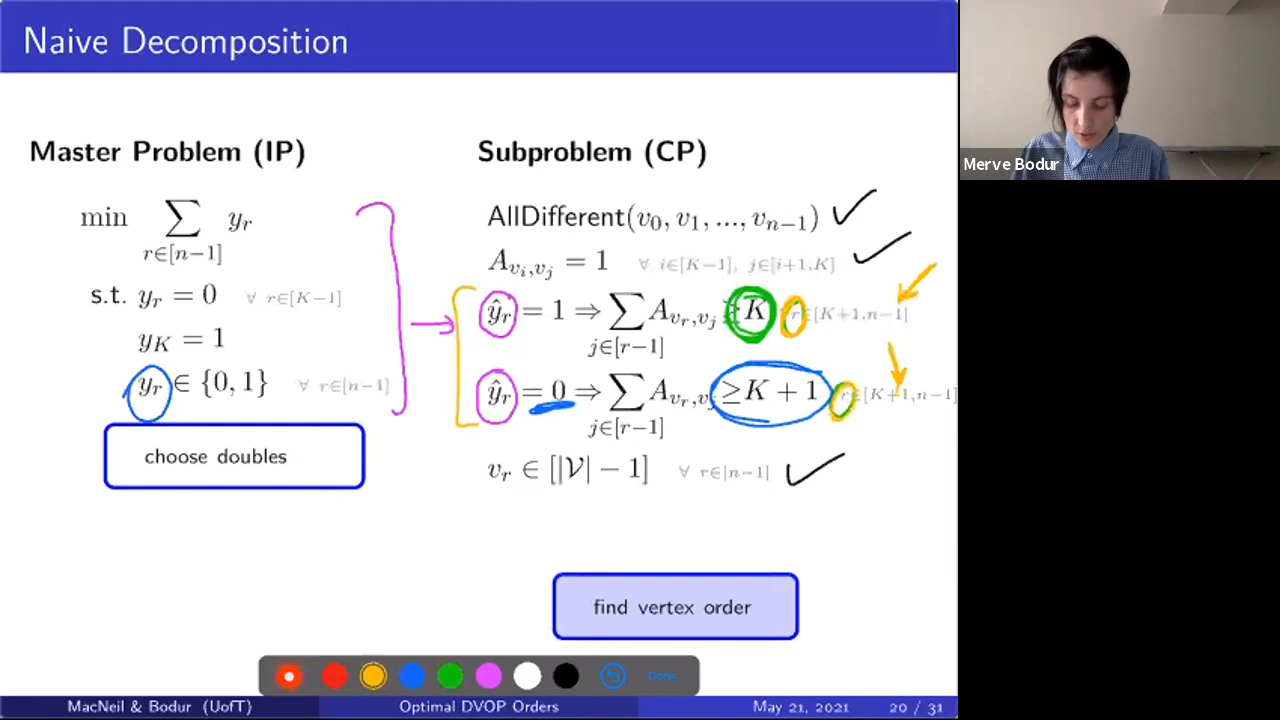 Naive Decomposition
Master Problem (IP)
min ∑_{r∈[n−1]} y_r
s.t. y_r = 0 ∀ r∈[K−1]
y_K = 1
y_r ∈ {0, 1} ∀ r∈[n−1]
choose doubles
Subproblem (CP)
AllDifferent(v_0, v_1, ..., v_{n−1})
A_{v_i,v_j} = 1 ∀ i∈[K−1], j∈[i+1,K]
ŷ_r = 1 ⇒ ∑_{j∈[r−1]} A_{v_r,v_j} ≥ K r∈[K+1,n−1]
ŷ_r = 0 ⇒ ∑_{j∈[r−1]} A_{v_r,v_j} ≥K + 1 r∈[K+1,n−1]
v_r ∈ [|𝒱| − 1] ∀ r∈[n−1]
find vertex order
Done
MacNeil & Bodur (UofT) Optimal DVOP Orders May 21, 2021 20 / 31
Merve Bodur